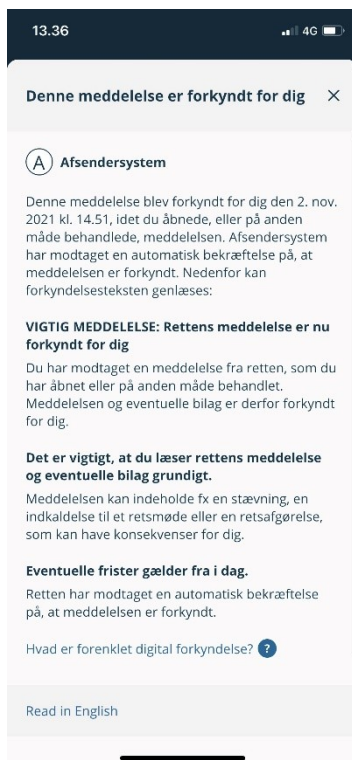 13.36
4G
Denne meddelelse er forkyndt for dig
A Afsendersystem
Denne meddelelse blev forkyndt for dig den 2. nov.
2021 kl. 14.51, idet du åbnede, eller på anden
måde behandlede, meddelelsen. Afsendersystem
har modtaget en automatisk bekræftelse på, at
meddelelsen er forkyndt. Nedenfor kan
forkyndelsesteksten genlæses:
VIGTIG MEDDELELSE: Rettens meddelelse er nu
forkyndt for dig
Du har modtaget en meddelelse fra retten, som du
har åbnet eller på anden måde behandlet.
Meddelelsen og eventuelle bilag er derfor forkyndt
for dig.
Det er vigtigt, at du læser rettens meddelelse
og eventuelle bilag grundigt.
Meddelelsen kan indeholde fx en stævning, en
indkaldelse til et retsmøde eller en retsafgørelse,
som kan have konsekvenser for dig.
Eventuelle frister gælder fra i dag.
Retten har modtaget en automatisk bekræftelse
på, at meddelelsen er forkyndt.
Hvad er forenklet digital forkyndelse? ?
Read in English